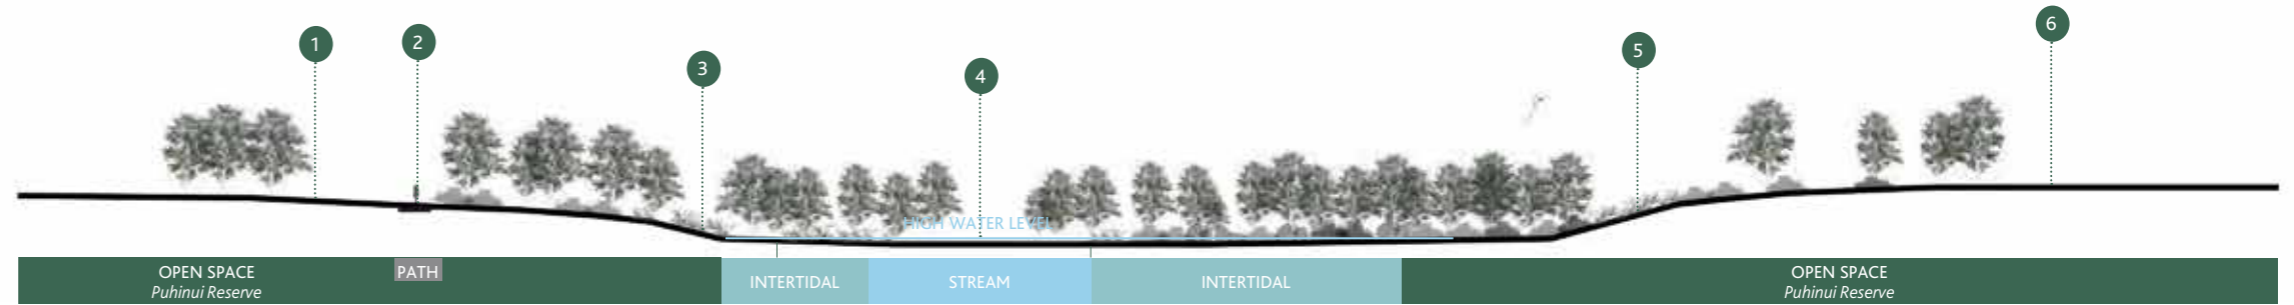 1
2
3
4
5
6
HIGH WATER LEVEL
OPEN SPACE
Puhinui Reserve
PATH
INTERTIDAL
STREAM
INTERTIDAL
OPEN SPACE
Puhinui Reserve